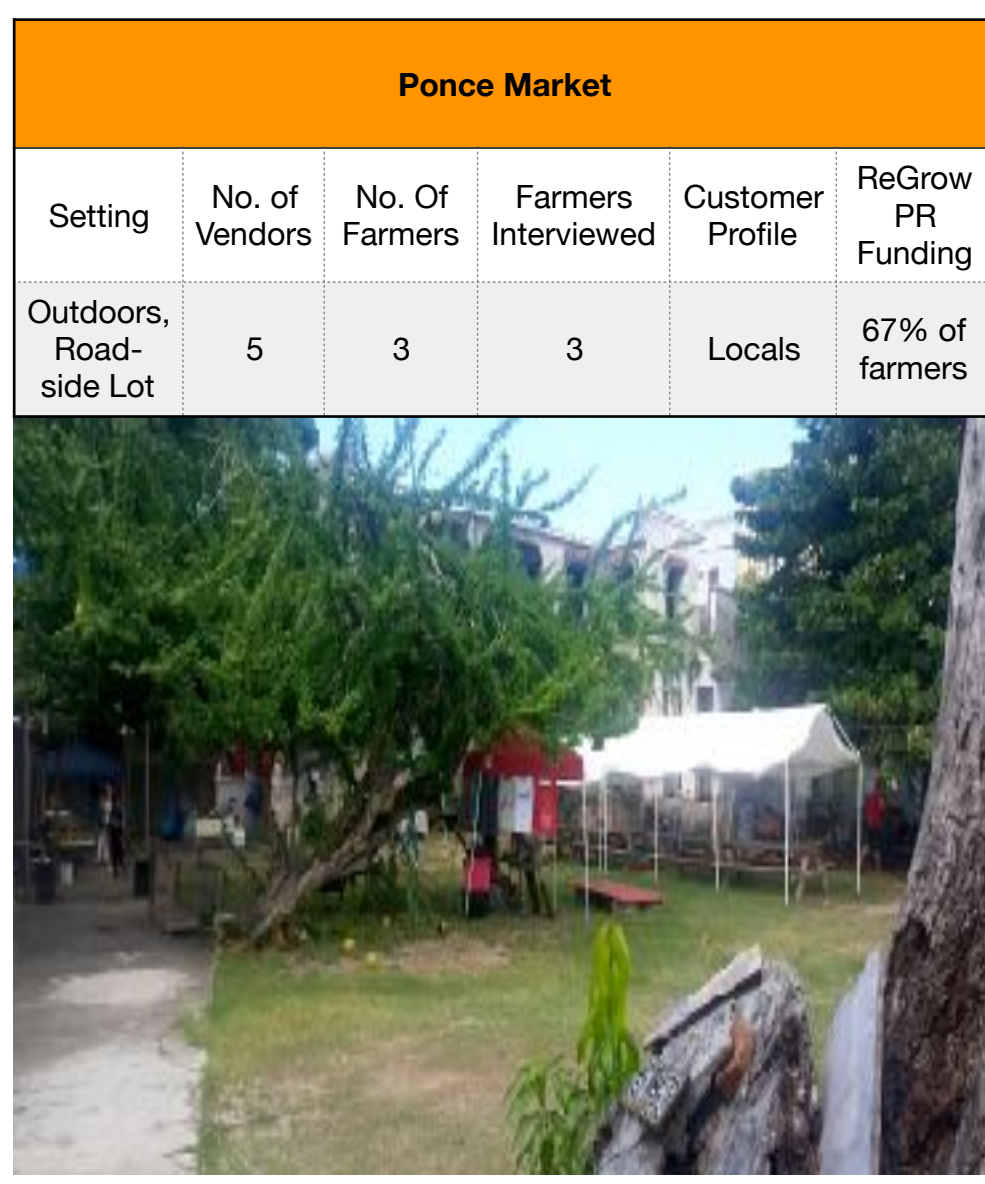 Ponce Market
Setting
No. of
Vendors
No. Of
Farmers
Farmers
Interviewed
Customer
Profile
ReGrow
PR
Funding
Outdoors,
Road-
side Lot
5
3
3
Locals
67% of
farmers